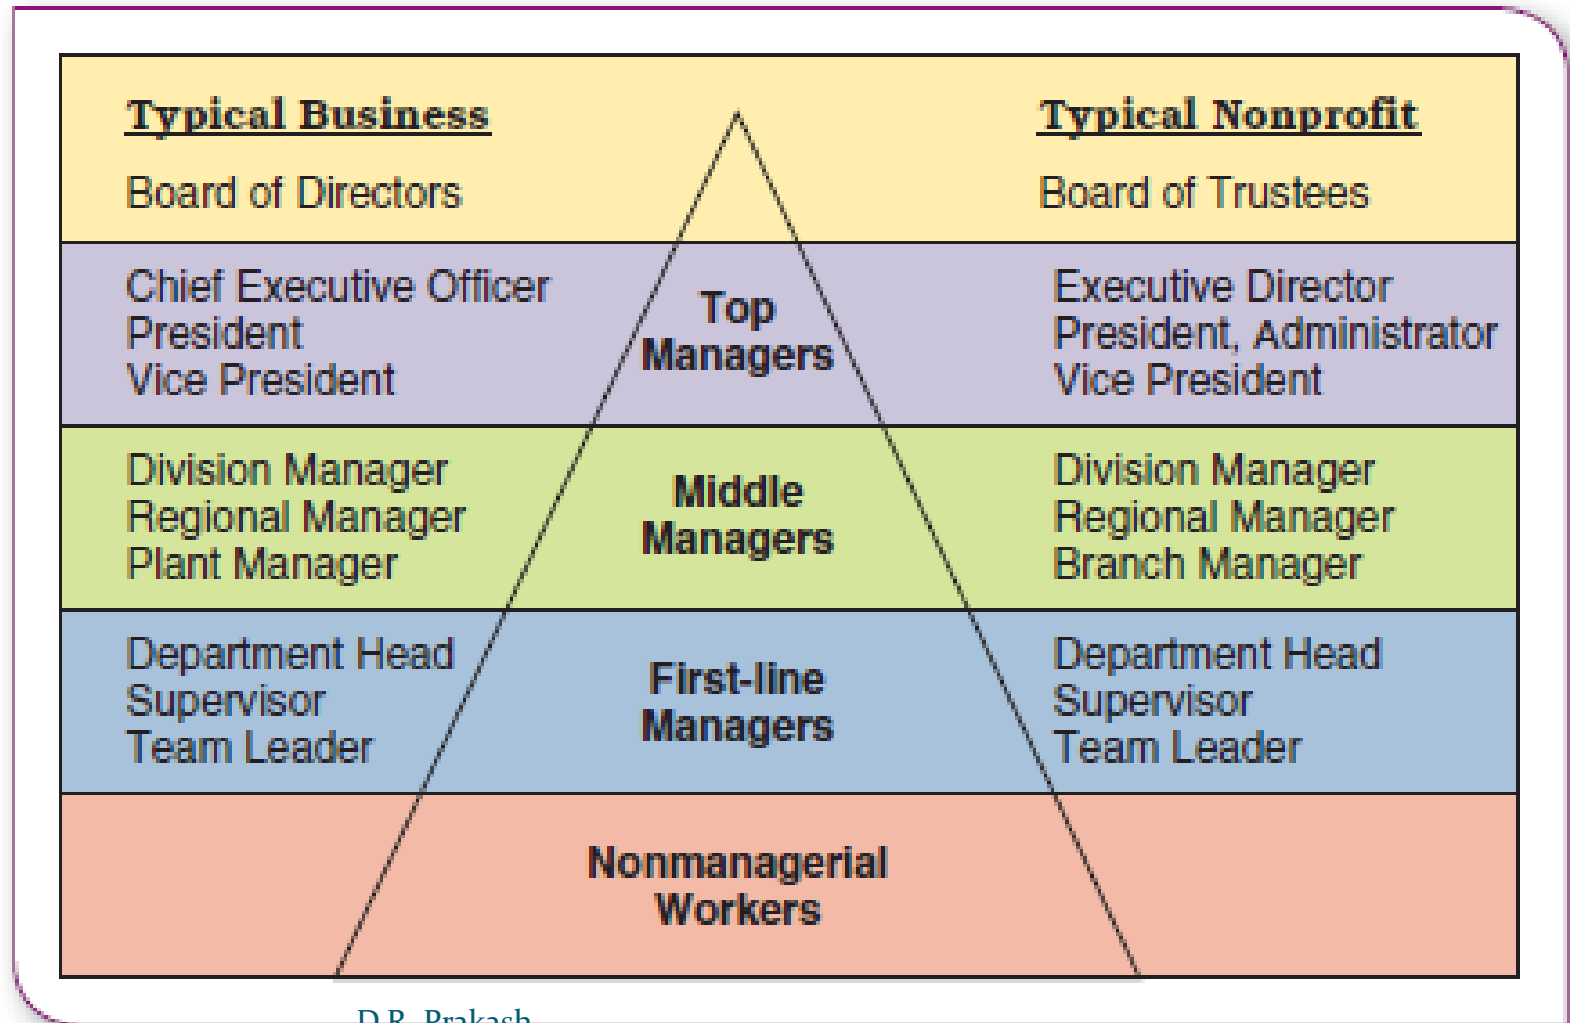 Typical Business
Typical Nonprofit
Board of Directors
Board of Trustees
Chief Executive Officer
President
Vice President
Top
Managers
Executive Director
President, Administrator
Vice President
Division Manager
Regional Manager
Plant Manager
Middle
Managers
Division Manager
Regional Manager
Branch Manager
Department Head
Supervisor
Team Leader
First-line
Managers
Department Head
Supervisor
Team Leader
Nonmanagerial
Workers
D.R. Prakash